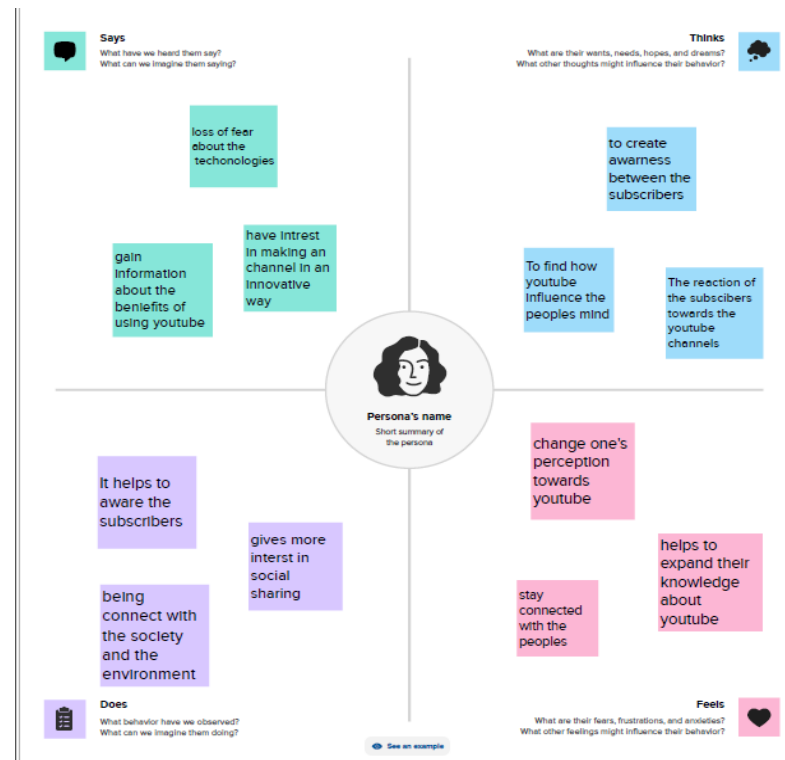 Says
What have we heard them say?
What can we imagine them saying?
Thinks
What are their wants, needs, hopes, and dreams?
What other thoughts might influence their behavior?
loss of fear
about the
techonologies
gain
information
about the
beniefits of
using youtube
have intrest
in making an
channel in an
innovative
way
to create
awarness
between the
subscribers
To find how
youtube
influence the
peoples mind
The reaction of
the subscibers
towards the
youtube
channels
Persona's name
Short summary of
the persona
It helps to
aware the
subscribers
gives more
interst in
social
sharing
being
connect with
the society
and the
environment
change one's
perception
towards
youtube
helps to
expand their
knowledge
about
youtube
stay
connected
with the
peoples
Does
What behavior have we observed?
What can we imagine them doing?
See an example
Feels
What are their fears, frustrations, and anxieties?
What other feelings might influence their behavior?